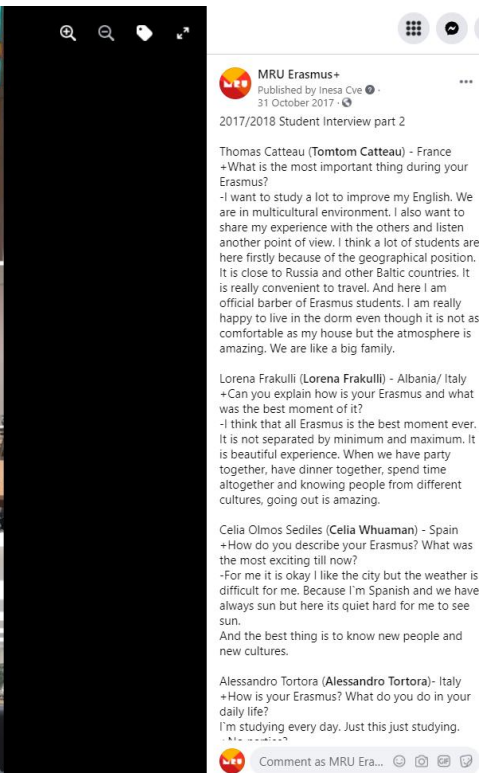 MRU
MRU Erasmus+
Published by Inesa Cve ·
31 October 2017 ·
2017/2018 Student Interview part 2
Thomas Catteau (Tomtom Catteau) - France
+What is the most important thing during your
Erasmus?
-I want to study a lot to improve my English. We
are in multicultural environment. I also want to
share my experience with the others and listen
another point of view. I think a lot of students are
here firstly because of the geographical position.
It is close to Russia and other Baltic countries. It
is really convenient to travel. And here I am
official barber of Erasmus students. I am really
happy to live in the dorm even though it is not as
comfortable as my house but the atmosphere is
amazing. We are like a big family.
Lorena Frakulli (Lorena Frakulli) - Albania/ Italy
+Can you explain how is your Erasmus and what
was the best moment of it?
-I think that all Erasmus is the best moment ever.
It is not separated by minimum and maximum. It
is beautiful experience. When we have party
together, have dinner together, spend time
altogether and knowing people from different
cultures, going out is amazing.
Celia Olmos Sediles (Celia Whuaman) - Spain
+How do you describe your Erasmus? What was
the most exciting till now?
-For me it is okay I like the city but the weather is
difficult for me. Because I`m Spanish and we have
always sun but here its quiet hard for me to see
sun.
And the best thing is to know new people and
new cultures.
Alessandro Tortora (Alessandro Tortora)- Italy
+How is your Erasmus? What do you do in your
daily life?
I`m studying every day. Just this just studying.
MRU
Comment as MRU Era...
GIF